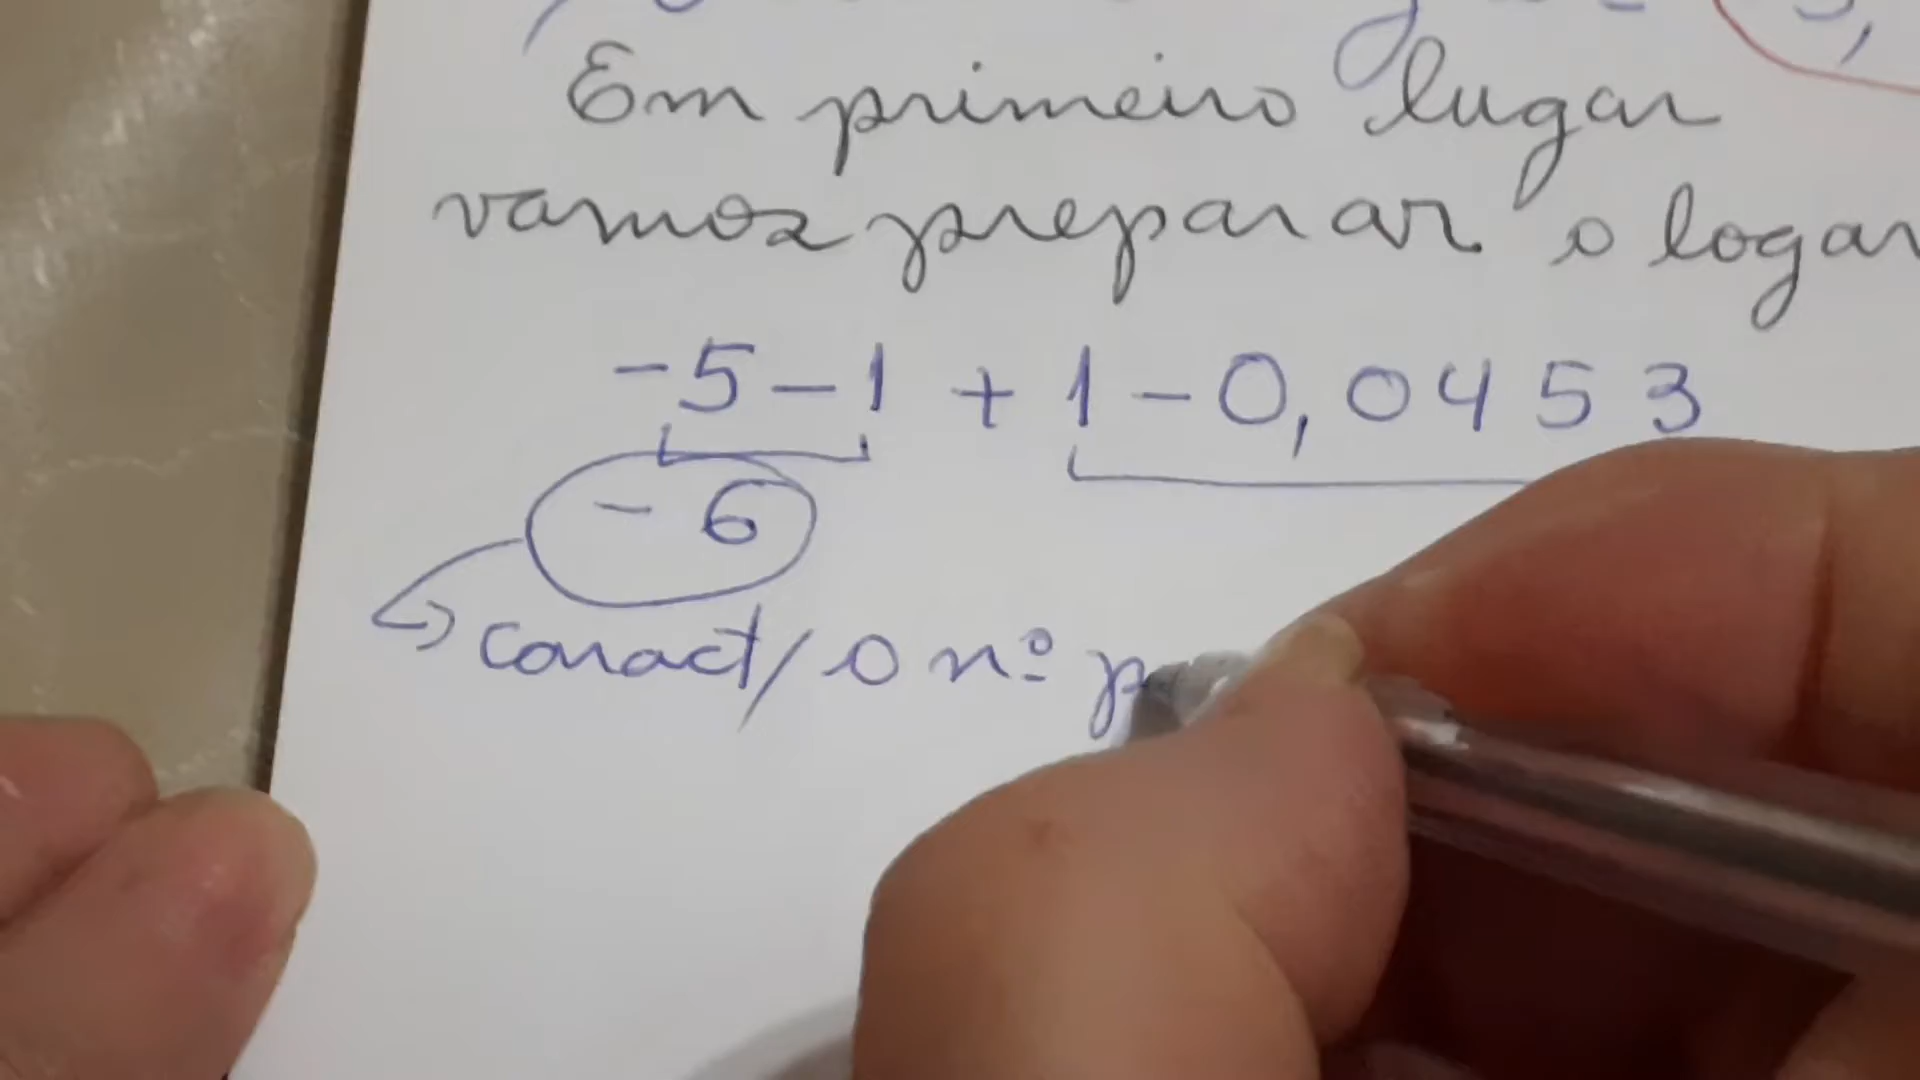 Em primeiro lugar
vamos preparar o logar
-5-1 + 1-0,0453
-6
caract/ o nº p